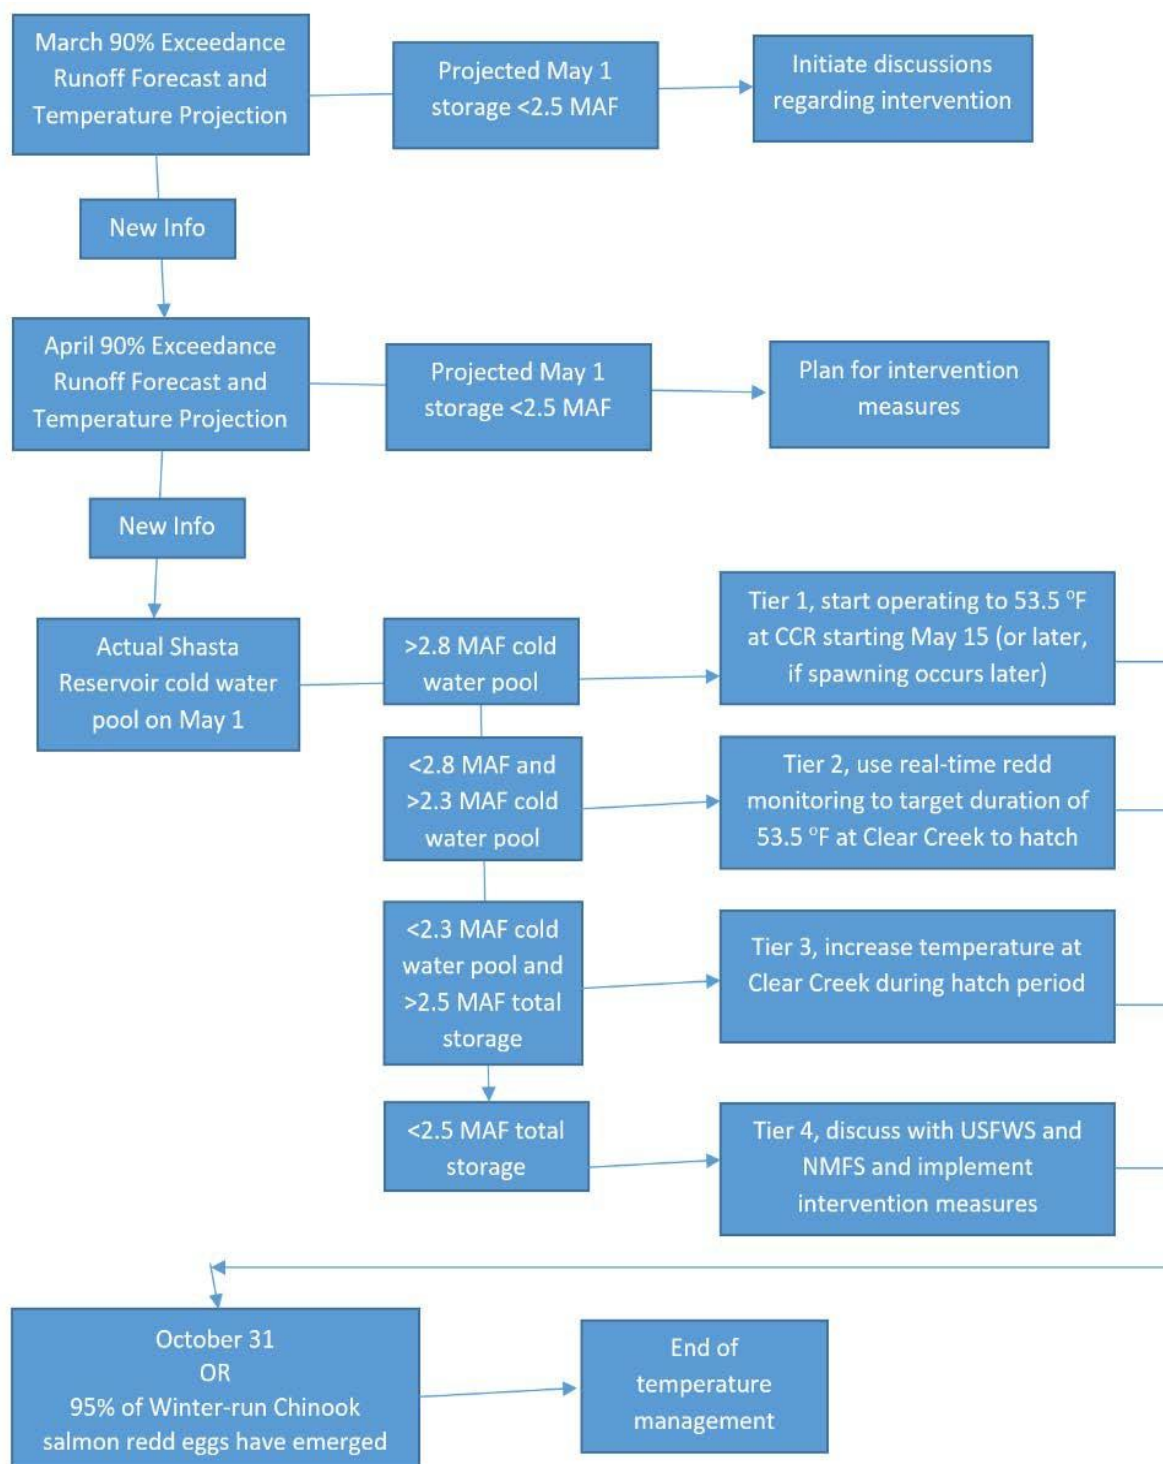 March 90% Exceedance
Runoff Forecast and
Temperature Projection
Projected May 1
storage <2.5 MAF
Initiate discussions
regarding intervention
New Info
April 90% Exceedance
Runoff Forecast and
Temperature Projection
Projected May 1
storage <2.5 MAF
Plan for intervention
measures
New Info
Actual Shasta
Reservoir cold water
pool on May 1
>2.8 MAF cold
water pool
Tier 1, start operating to 53.5 °F
at CCR starting May 15 (or later,
if spawning occurs later)
<2.8 MAF and
>2.3 MAF cold
water pool
Tier 2, use real-time redd
monitoring to target duration of
53.5 °F at Clear Creek to hatch
<2.3 MAF cold
water pool and
>2.5 MAF total
storage
Tier 3, increase temperature at
Clear Creek during hatch period
<2.5 MAF total
storage
Tier 4, discuss with USFWS and
NMFS and implement
intervention measures
October 31
OR
95% of Winter-run Chinook
salmon redd eggs have emerged
End of
temperature
management